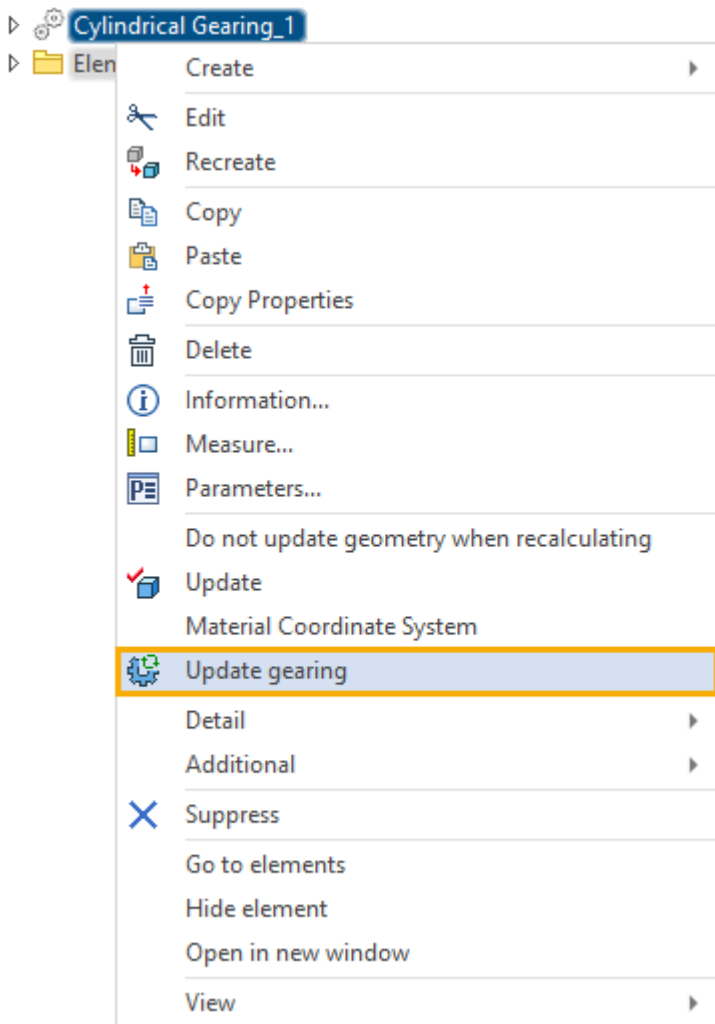 Cylindrical Gearing_1
Elen
Create
Edit
Recreate
Copy
Paste
Copy Properties
Delete
Information...
Measure...
Parameters...
Do not update geometry when recalculating
Update
Material Coordinate System
Update gearing
Detail
Additional
Suppress
Go to elements
Hide element
Open in new window
View